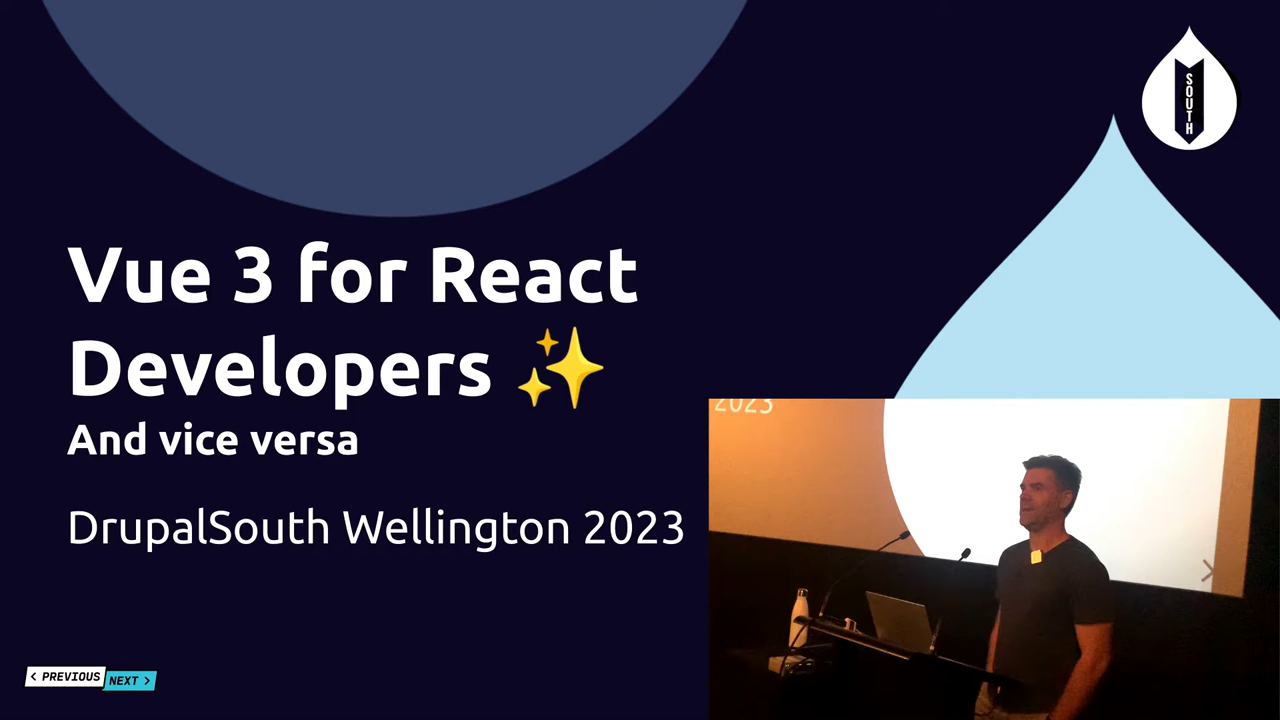 SOUTH
Vue 3 for React
Developers ✨
And vice versa
DrupalSouth Wellington 2023
2023
< PREVIOUS
NEXT >